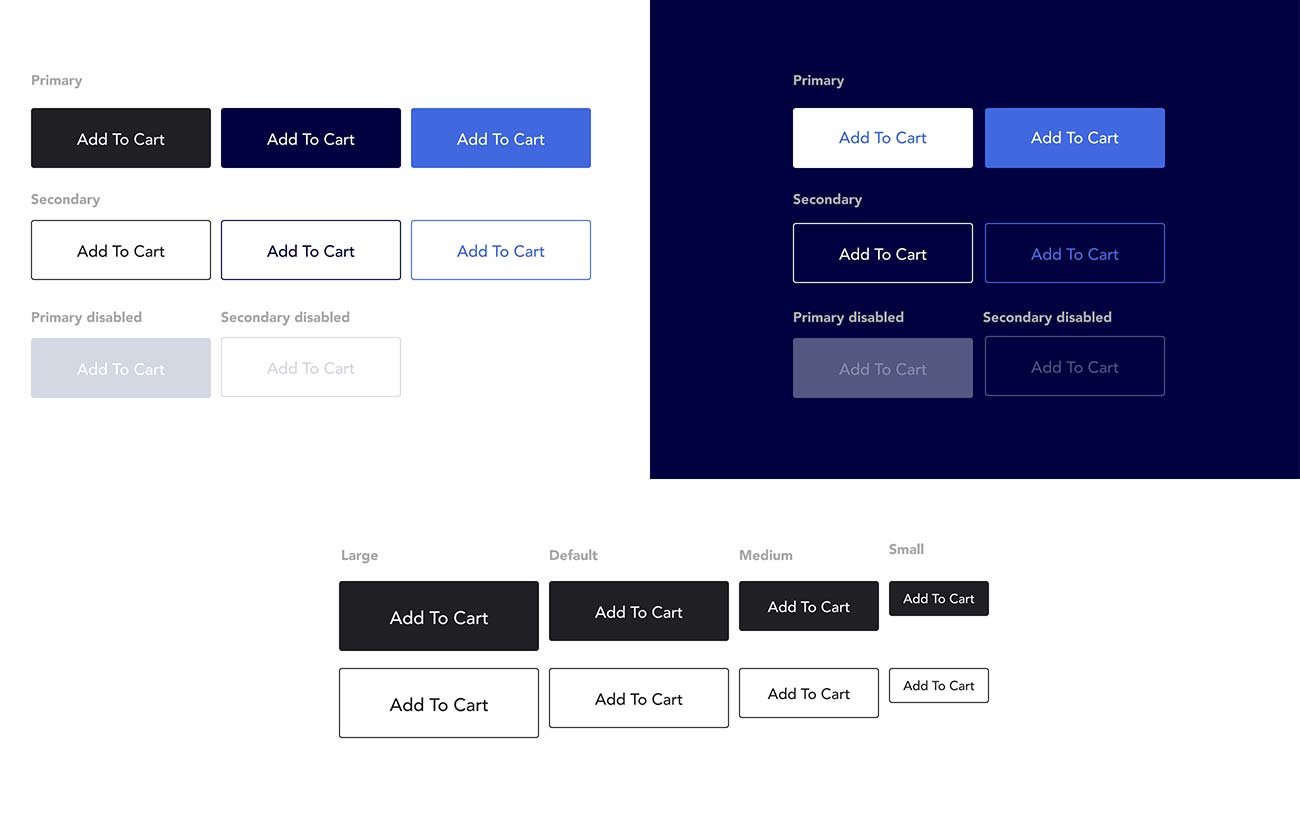 Primary
Add To Cart Add To Cart Add To Cart
Secondary
Add To Cart Add To Cart Add To Cart
Primary disabled Secondary disabled
Add To Cart Add To Cart
Primary
Add To Cart Add To Cart
Secondary
Add To Cart Add To Cart
Primary disabled Secondary disabled
Add To Cart Add To Cart
Large Default Medium Small
Add To Cart Add To Cart Add To Cart Add To Cart
Add To Cart Add To Cart Add To Cart Add To Cart